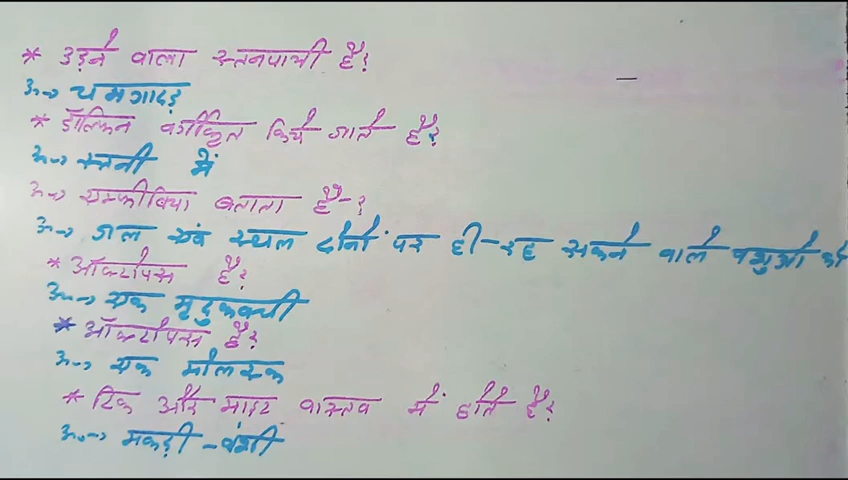 * उड़ने वाला स्तनपायी है?
उ→ चमगादड़
* डॉल्फिन वर्गीकृत किये जाते है?
उ→ स्तनी में
उ→ एम्फीबिया बताता है-?
उ→ जल एवं स्थल दोनों पर ही-रह सकने वाले पशुओं को
* ऑक्टोपस है?
उ→ एक मृदुकवची
* ऑक्टोपस है?
उ→ एक मोलस्क
* टिक और माइट वास्तव में होते है?
उ→ मकड़ी-वंशी